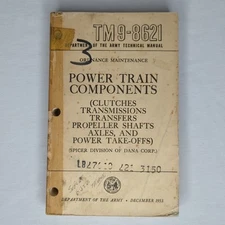 TM 9-8621
DEPARTMENT OF THE ARMY TECHNICAL MANUAL
3
ORDNANCE MAINTENANCE
POWER TRAIN
COMPONENTS
(CLUTCHES
TRANSMISSIONS
TRANSFERS
PROPELLER SHAFTS
AXLES, AND
POWER TAKE-OFFS)
(SPICER DIVISION OF DANA CORP.)
DEPARTMENT OF THE ARMY • DECEMBER 1953